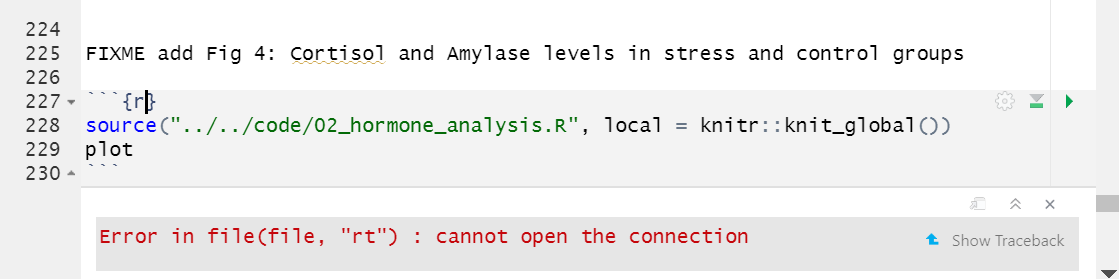 224
225 FIXME add Fig 4: Cortisol and Amylase levels in stress and control groups
226
227 ```{r}
228 source("../../code/02_hormone_analysis.R", local = knitr::knit_global())
229 plot
230 ```
Error in file(file, "rt") : cannot open the connection
Show Traceback